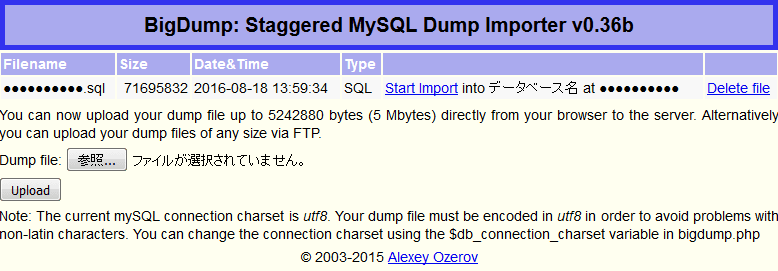 BigDump: Staggered MySQL Dump Importer v0.36b
Filename Size Date&Time Type
●●●●●●●●●●.sql 71695832 2016-08-18 13:59:34 SQL Start Import into データベース名 at ●●●●●●●●●● Delete file
You can now upload your dump file up to 5242880 bytes (5 Mbytes) directly from your browser to the server. Alternatively
you can upload your dump files of any size via FTP.
Dump file: 参照... ファイルが選択されていません。
Upload
Note: The current mySQL connection charset is utf8. Your dump file must be encoded in utf8 in order to avoid problems with
non-latin characters. You can change the connection charset using the $db_connection_charset variable in bigdump.php
© 2003-2015 Alexey Ozerov